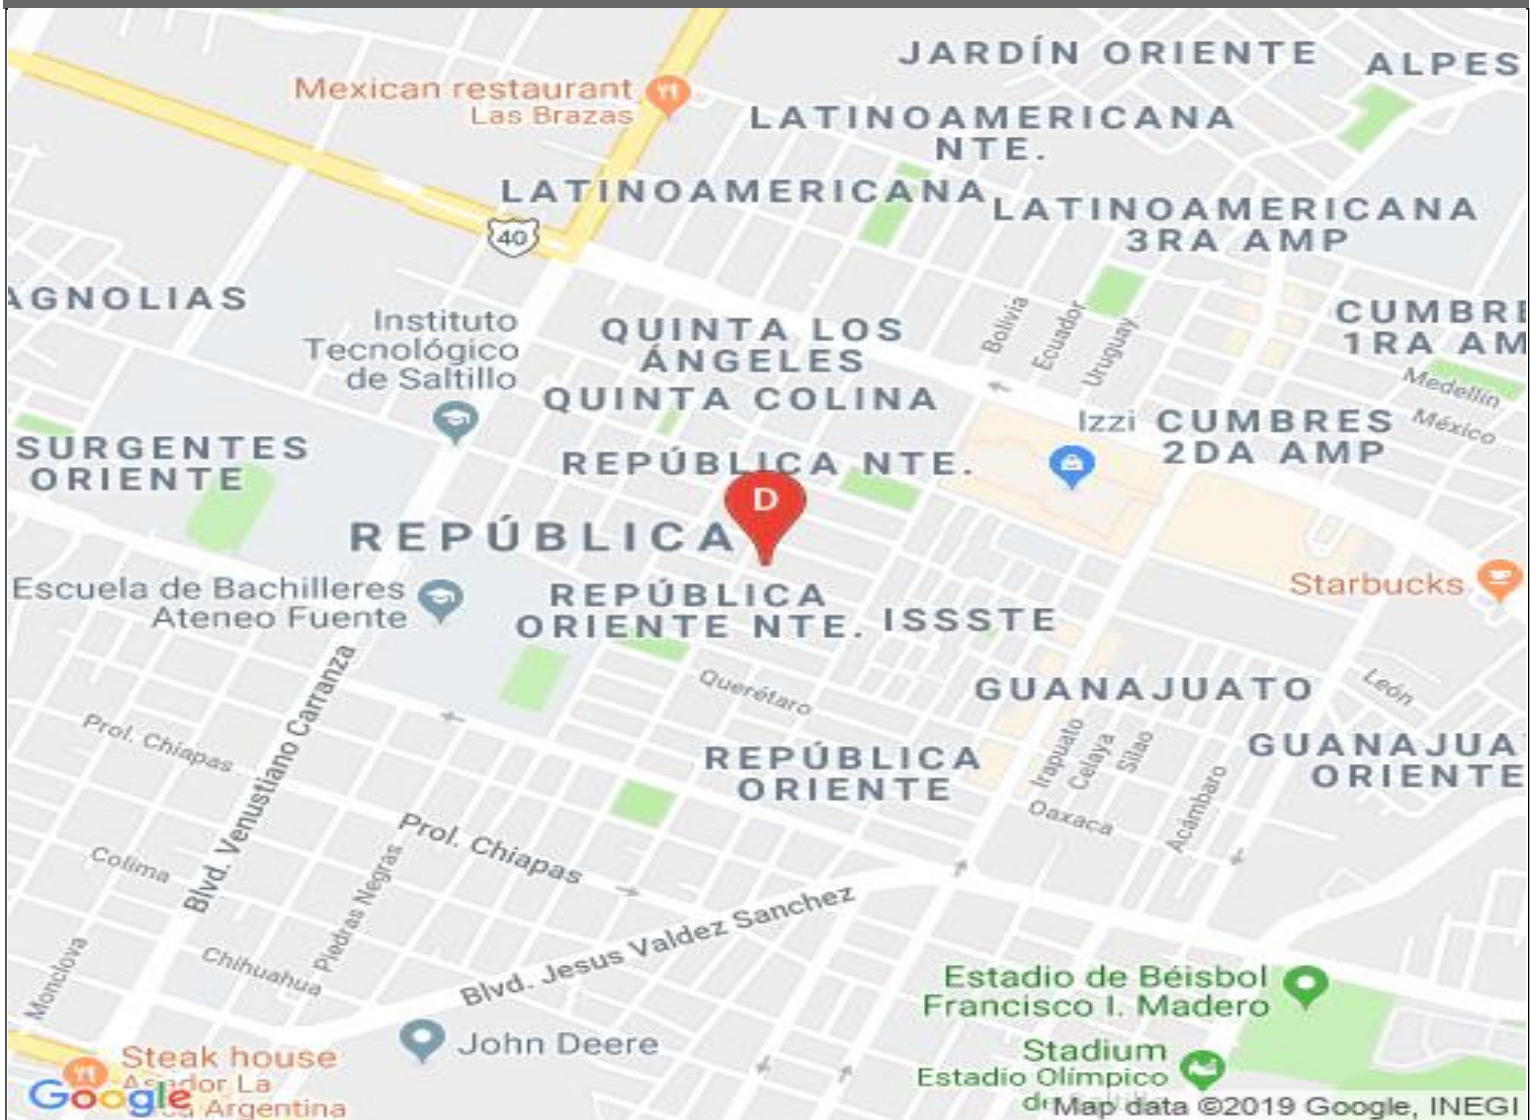 JARDÍN ORIENTE
ALPES
Mexican restaurant
Las Brazas
LATINOAMERICANA
NTE.
LATINOAMERICANA
LATINOAMERICANA
3RA AMP
40
AGNOLIAS
Instituto
Tecnológico
de Saltillo
QUINTA LOS
ÁNGELES
QUINTA COLINA
Bolivia
Ecuador
Uruguay
CUMBRE
1RA AM
Medellín
México
Izzi
CUMBRES
2DA AMP
SURGENTES
ORIENTE
REPÚBLICA NTE.
D
REPÚBLICA
Escuela de Bachilleres
Ateneo Fuente
REPÚBLICA
ORIENTE NTE.
ISSSTE
Starbucks
Querétaro
GUANAJUATO
León
Blvd. Venustiano Carranza
Prol. Chiapas
REPÚBLICA
ORIENTE
Irapuato
Celaya
Silao
GUANAJUA
ORIENTE
Oaxaca
Acámbaro
Prol. Chiapas
Colima
Piedras Negras
Blvd. Jesus Valdez Sanchez
Chihuahua
Monclova
Estadio de Béisbol
Francisco I. Madero
John Deere
Stadium
Estadio Olímpico
Steak house
La
Argentina
Google
Map data ©2019 Google, INEGI